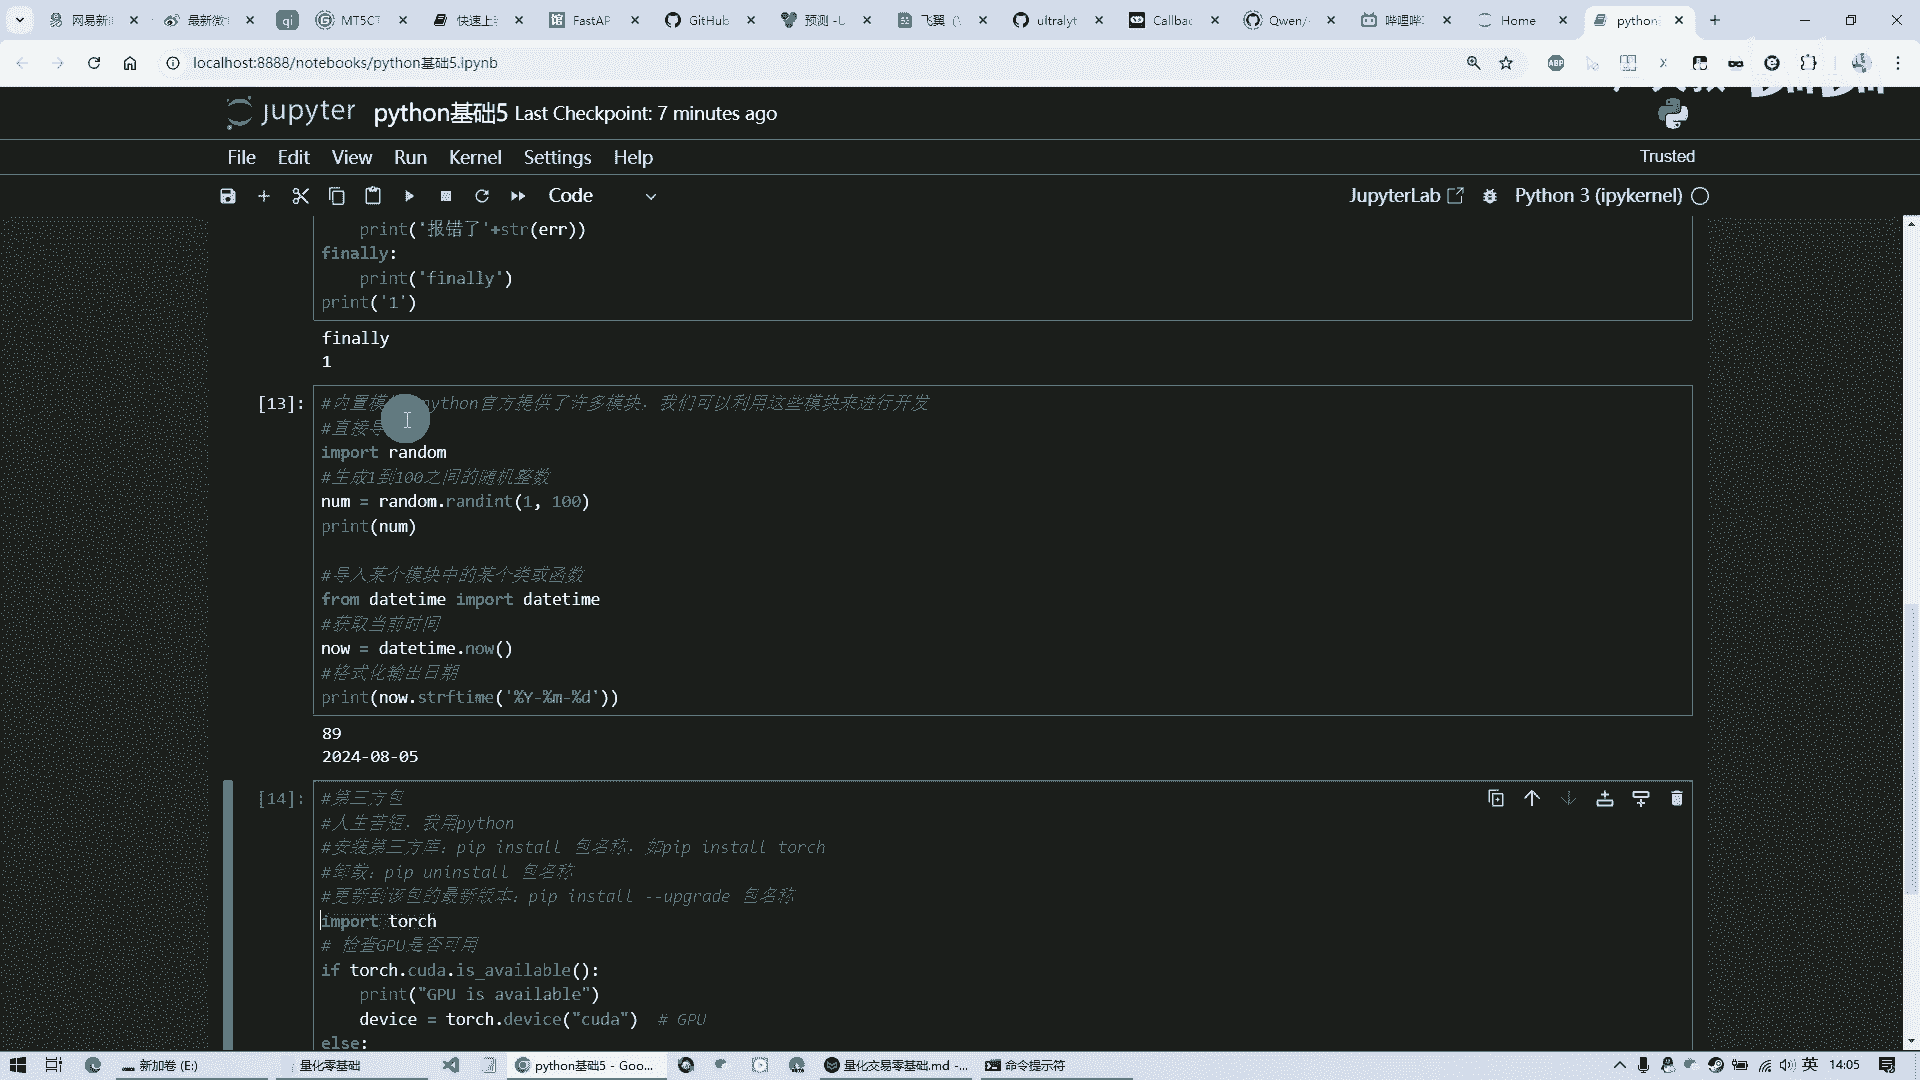 网易新
最新微
qi
MT5CT
快速上
FastAP
GitHub
预测 - U
飞翼
ultralyt
Callbac
Qwen/
哔哩哔
Home
python
localhost:8888/notebooks/python基础5.ipynb
ABP
jupyter python基础5 Last Checkpoint: 7 minutes ago
File Edit View Run Kernel Settings Help
Trusted
Code
JupyterLab
Python 3 (ipykernel)
print('报错了'+str(err))
finally:
print('finally')
print('1')
finally
1
[13]:
python官方提供了许多模块，我们可以利用这些模块来进行开发
#直接
import random
#生成1到100之间的随机整数
num = random.randint(1, 100)
print(num)
#导入某个模块中的某个类或函数
from datetime import datetime
#获取当前时间
now = datetime.now()
#格式化输出日期
print(now.strftime('%Y-%m-%d'))
89
2024-08-05
[14]:
#第三方包
#人生苦短，我用python
#安装第三方库：pip install 包名称，如pip install torch
#卸载：pip uninstall 包名称
#更新到该包的最新版本：pip install --upgrade 包名称
import torch
# 检查GPU是否可用
if torch.cuda.is_available():
print("GPU is available")
device = torch.device("cuda")  # GPU
else:
新加卷 (E:)
量化零基础
python基础5 - Goo...
量化交易零基础.md -...
命令提示符
英
14:05